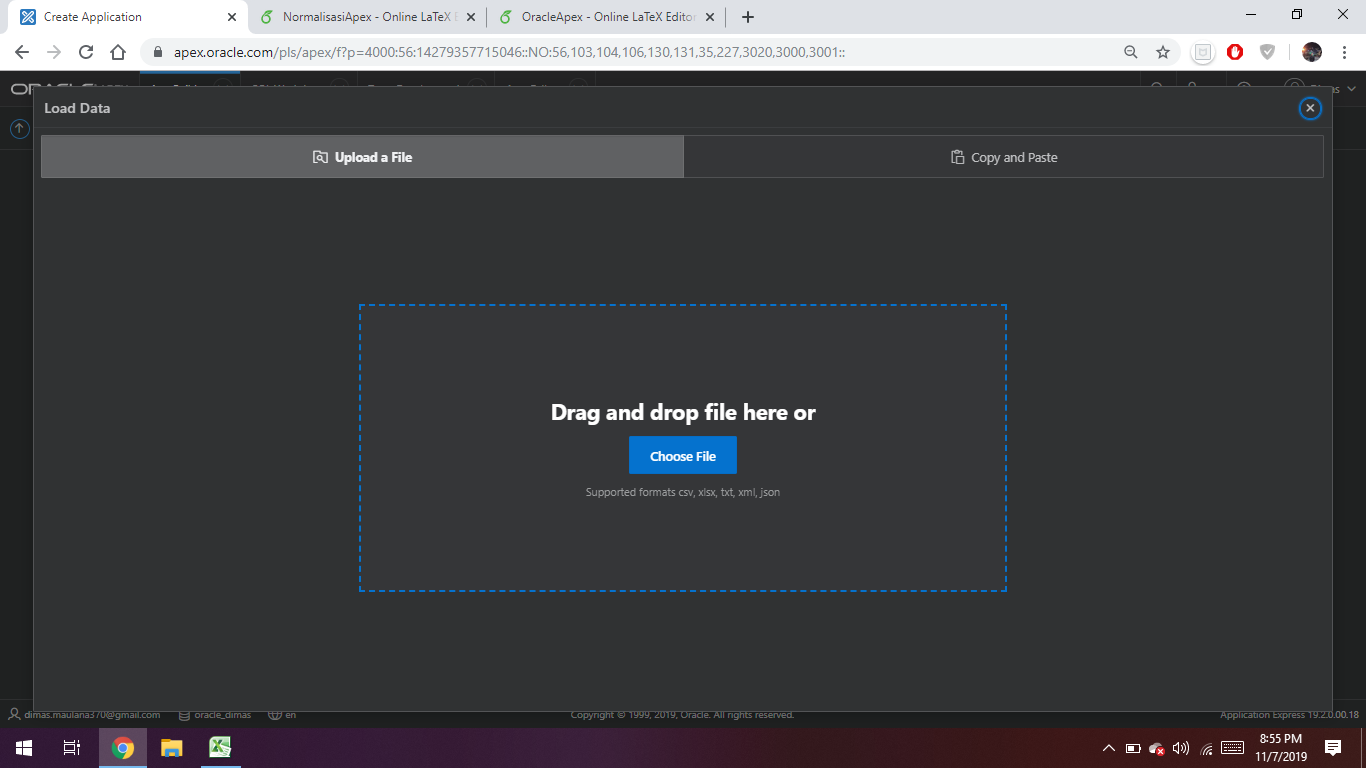 Create Application
NormalisasiApex - Online LaTeX E
OracleApex - Online LaTeX Editor
apex.oracle.com/pls/apex/f?p=4000:56:14279357715046::NO:56,103,104,106,130,131,35,227,3020,3000,3001::
Load Data
Upload a File
Copy and Paste
Drag and drop file here or
Choose File
Supported formats csv, xlsx, txt, xml, json
dimas.maulana370@gmail.com
oracle_dimas
en
Copyright © 1999, 2019, Oracle. All rights reserved.
Application Express 19.2.0.00.18
8:55 PM
11/7/2019